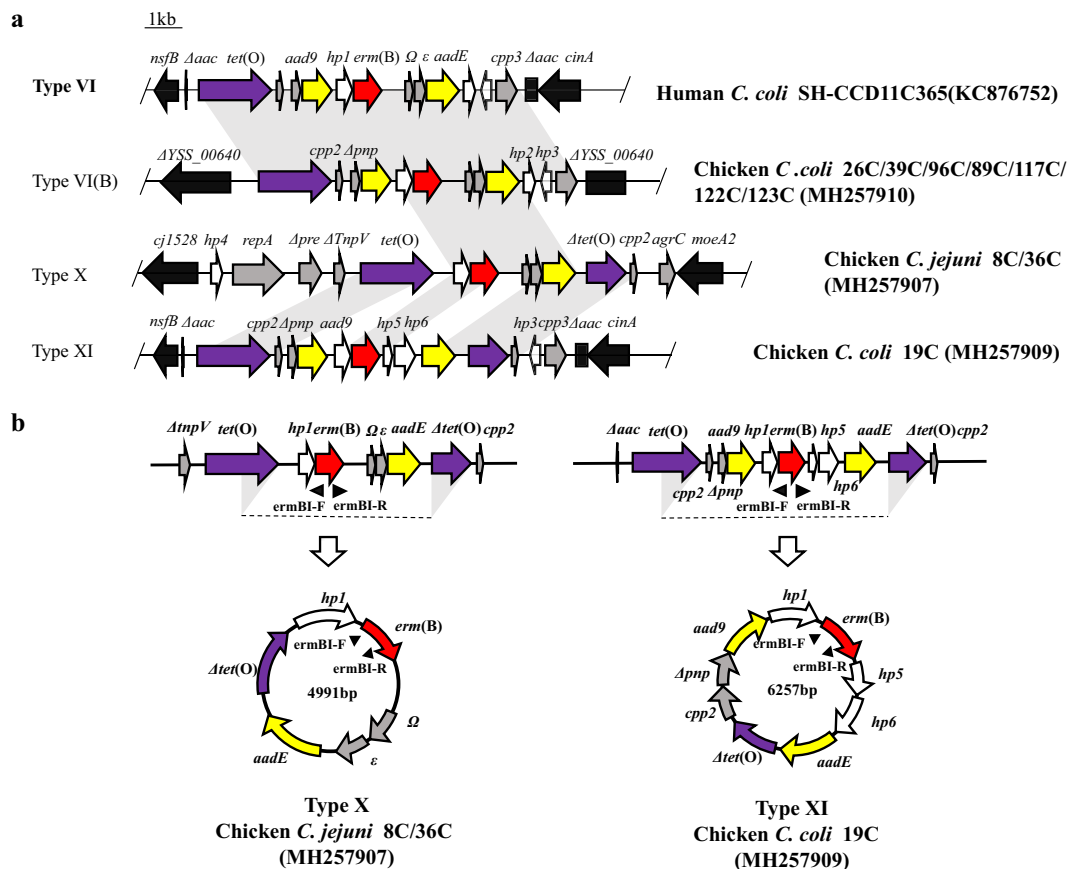 a
1kb
nsfB Δaac tet(O) aad9 hp1 erm(B) Ω ε aadE cpp3 Δaac cinA
Type VI
Human C. coli SH-CCD11C365(KC876752)
ΔYSS_00640 cpp2 Δpnp hp2 hp3 ΔYSS_00640
Type VI(B)
Chicken C .coli 26C/39C/96C/89C/117C/
122C/123C (MH257910)
cj1528 hp4 repA Δpre ΔTnpV tet(O) Δtet(O) cpp2 agrC moeA2
Type X
Chicken C. jejuni 8C/36C
(MH257907)
nsfB Δaac cpp2 Δpnp aad9 hp5 hp6 hp3 cpp3 Δaac cinA
Type XI
Chicken C. coli 19C (MH257909)
b
ΔtnpV tet(O) hp1 erm(B) Ω ε aadE Δtet(O) cpp2
ermBI-F
ermBI-R
hp1
erm(B)
ermBI-F
ermBI-R
Δtet(O)
4991bp
Ω
ε
aadE
Type X
Chicken C. jejuni 8C/36C
(MH257907)
Δaac tet(O) aad9 hp1 erm(B) hp5 aadE Δtet(O) cpp2
cpp2 Δpnp hp6
ermBI-F
ermBI-R
hp1
aad9
erm(B)
ermBI-F
ermBI-R
Δpnp
hp5
6257bp
cpp2
hp6
Δtet(O)
aadE
Type XI
Chicken C. coli 19C
(MH257909)